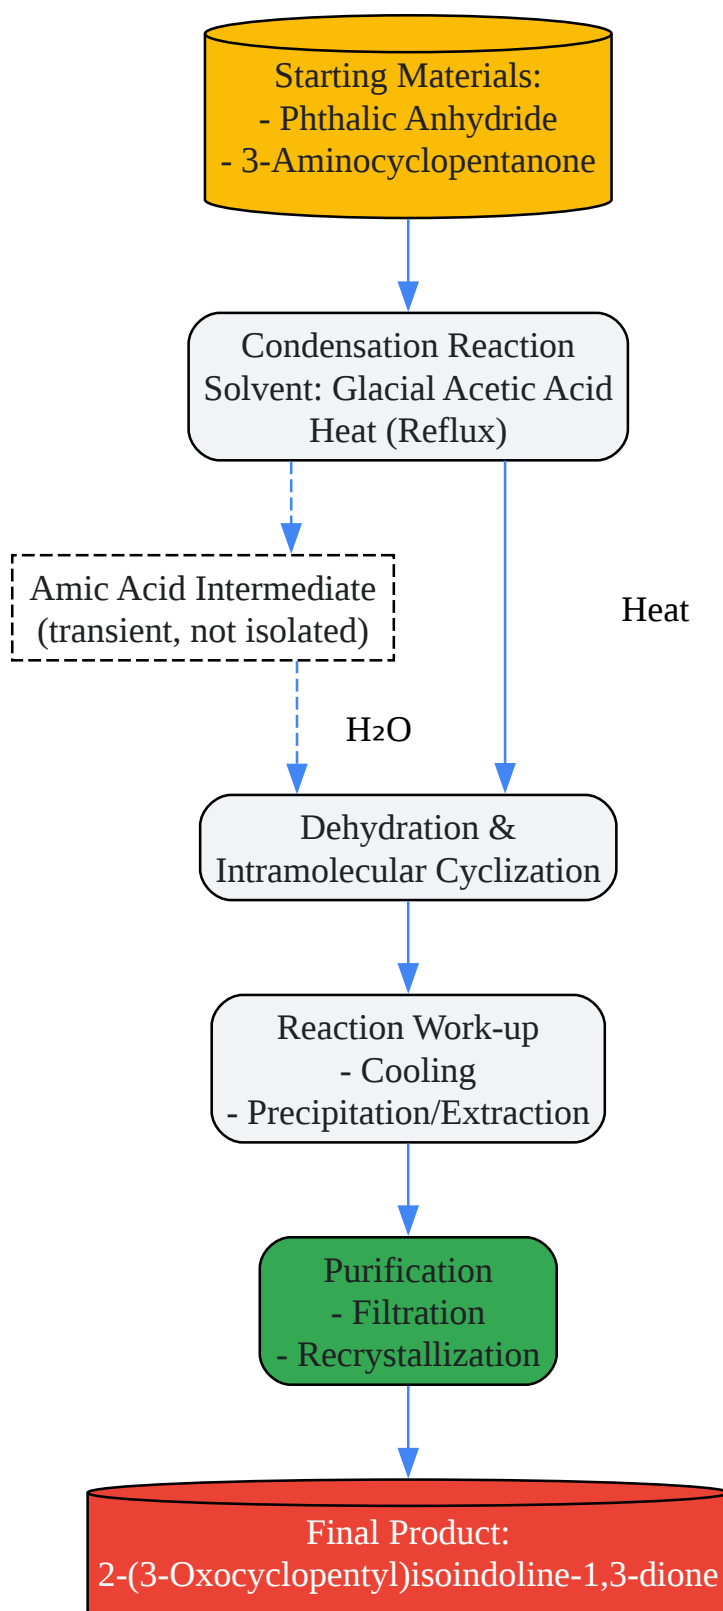 Starting Materials:
- Phthalic Anhydride
- 3-Aminocyclopentanone
Condensation Reaction
Solvent: Glacial Acetic Acid
Heat (Reflux)
Amic Acid Intermediate
(transient, not isolated)
Heat
H₂O
Dehydration &
Intramolecular Cyclization
Reaction Work-up
- Cooling
- Precipitation/Extraction
Purification
- Filtration
- Recrystallization
Final Product:
2-(3-Oxocyclopentyl)isoindoline-1,3-dione